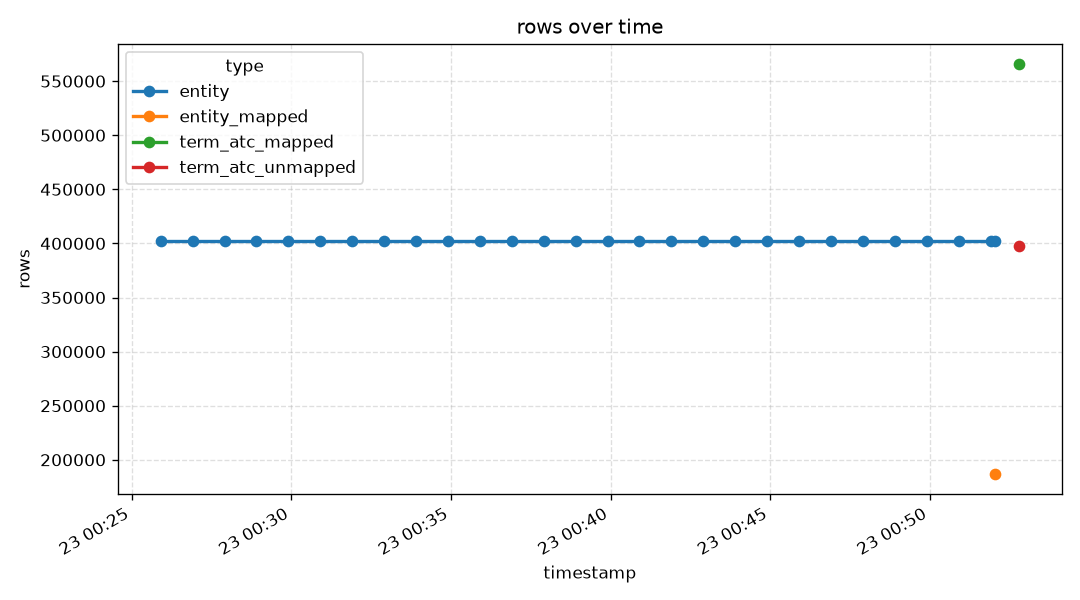 rows over time
type
entity
entity_mapped
term_atc_mapped
term_atc_unmapped
rows
550000
500000
450000
400000
350000
300000
250000
200000
23 00:25
23 00:30
23 00:35
23 00:40
23 00:45
23 00:50
timestamp